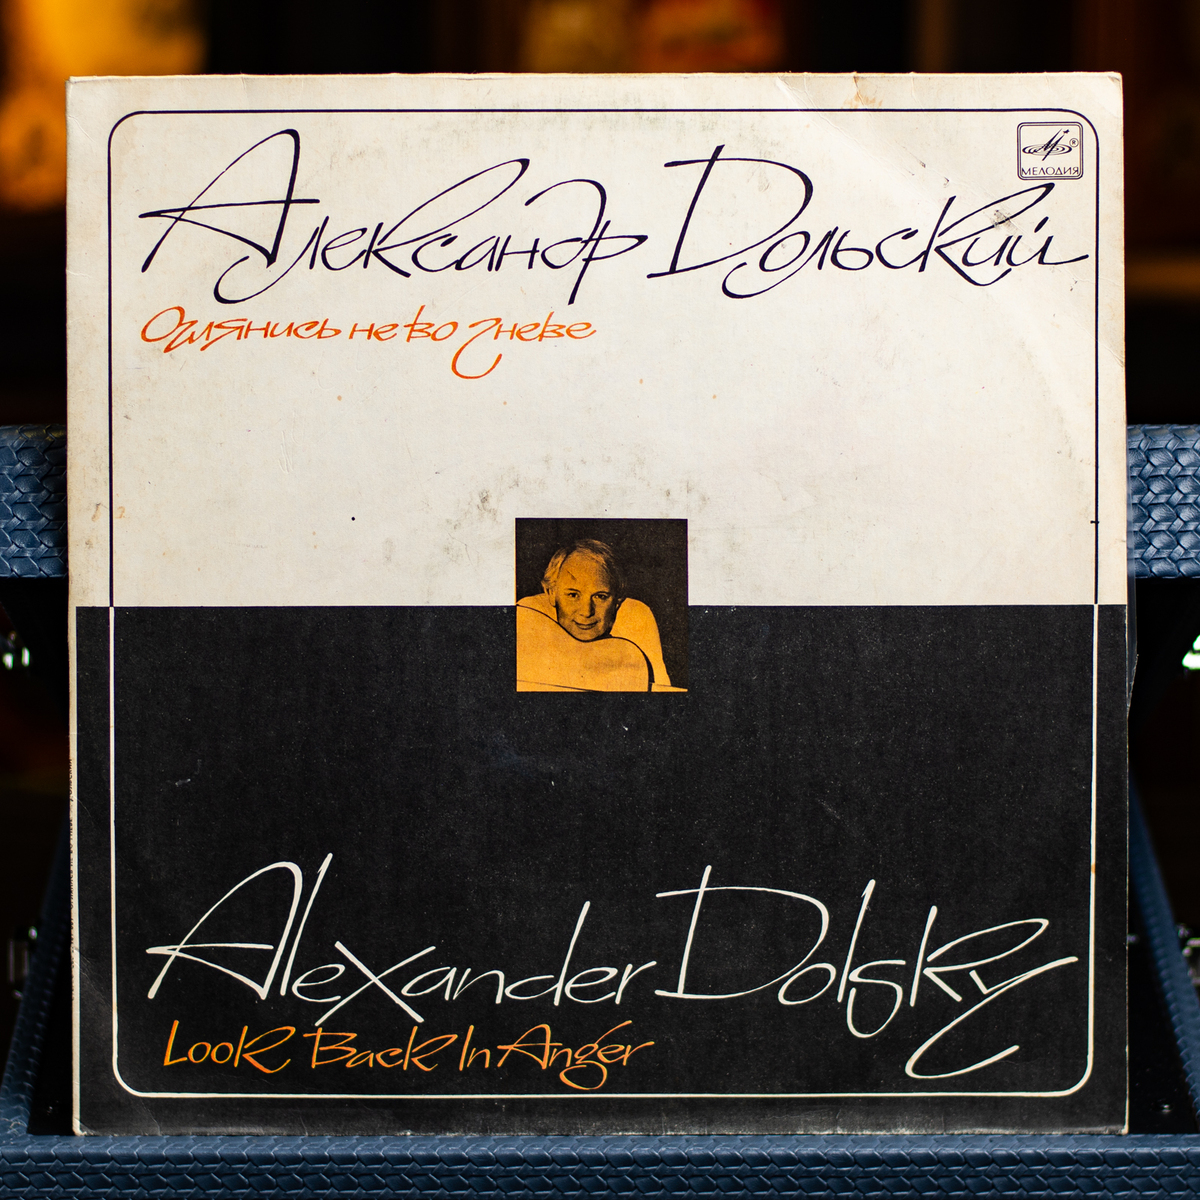 МЕЛОДИЯ
Александр Дольский
Оглянись не во гневе
Alexander Dolsky
Look Back In Anger